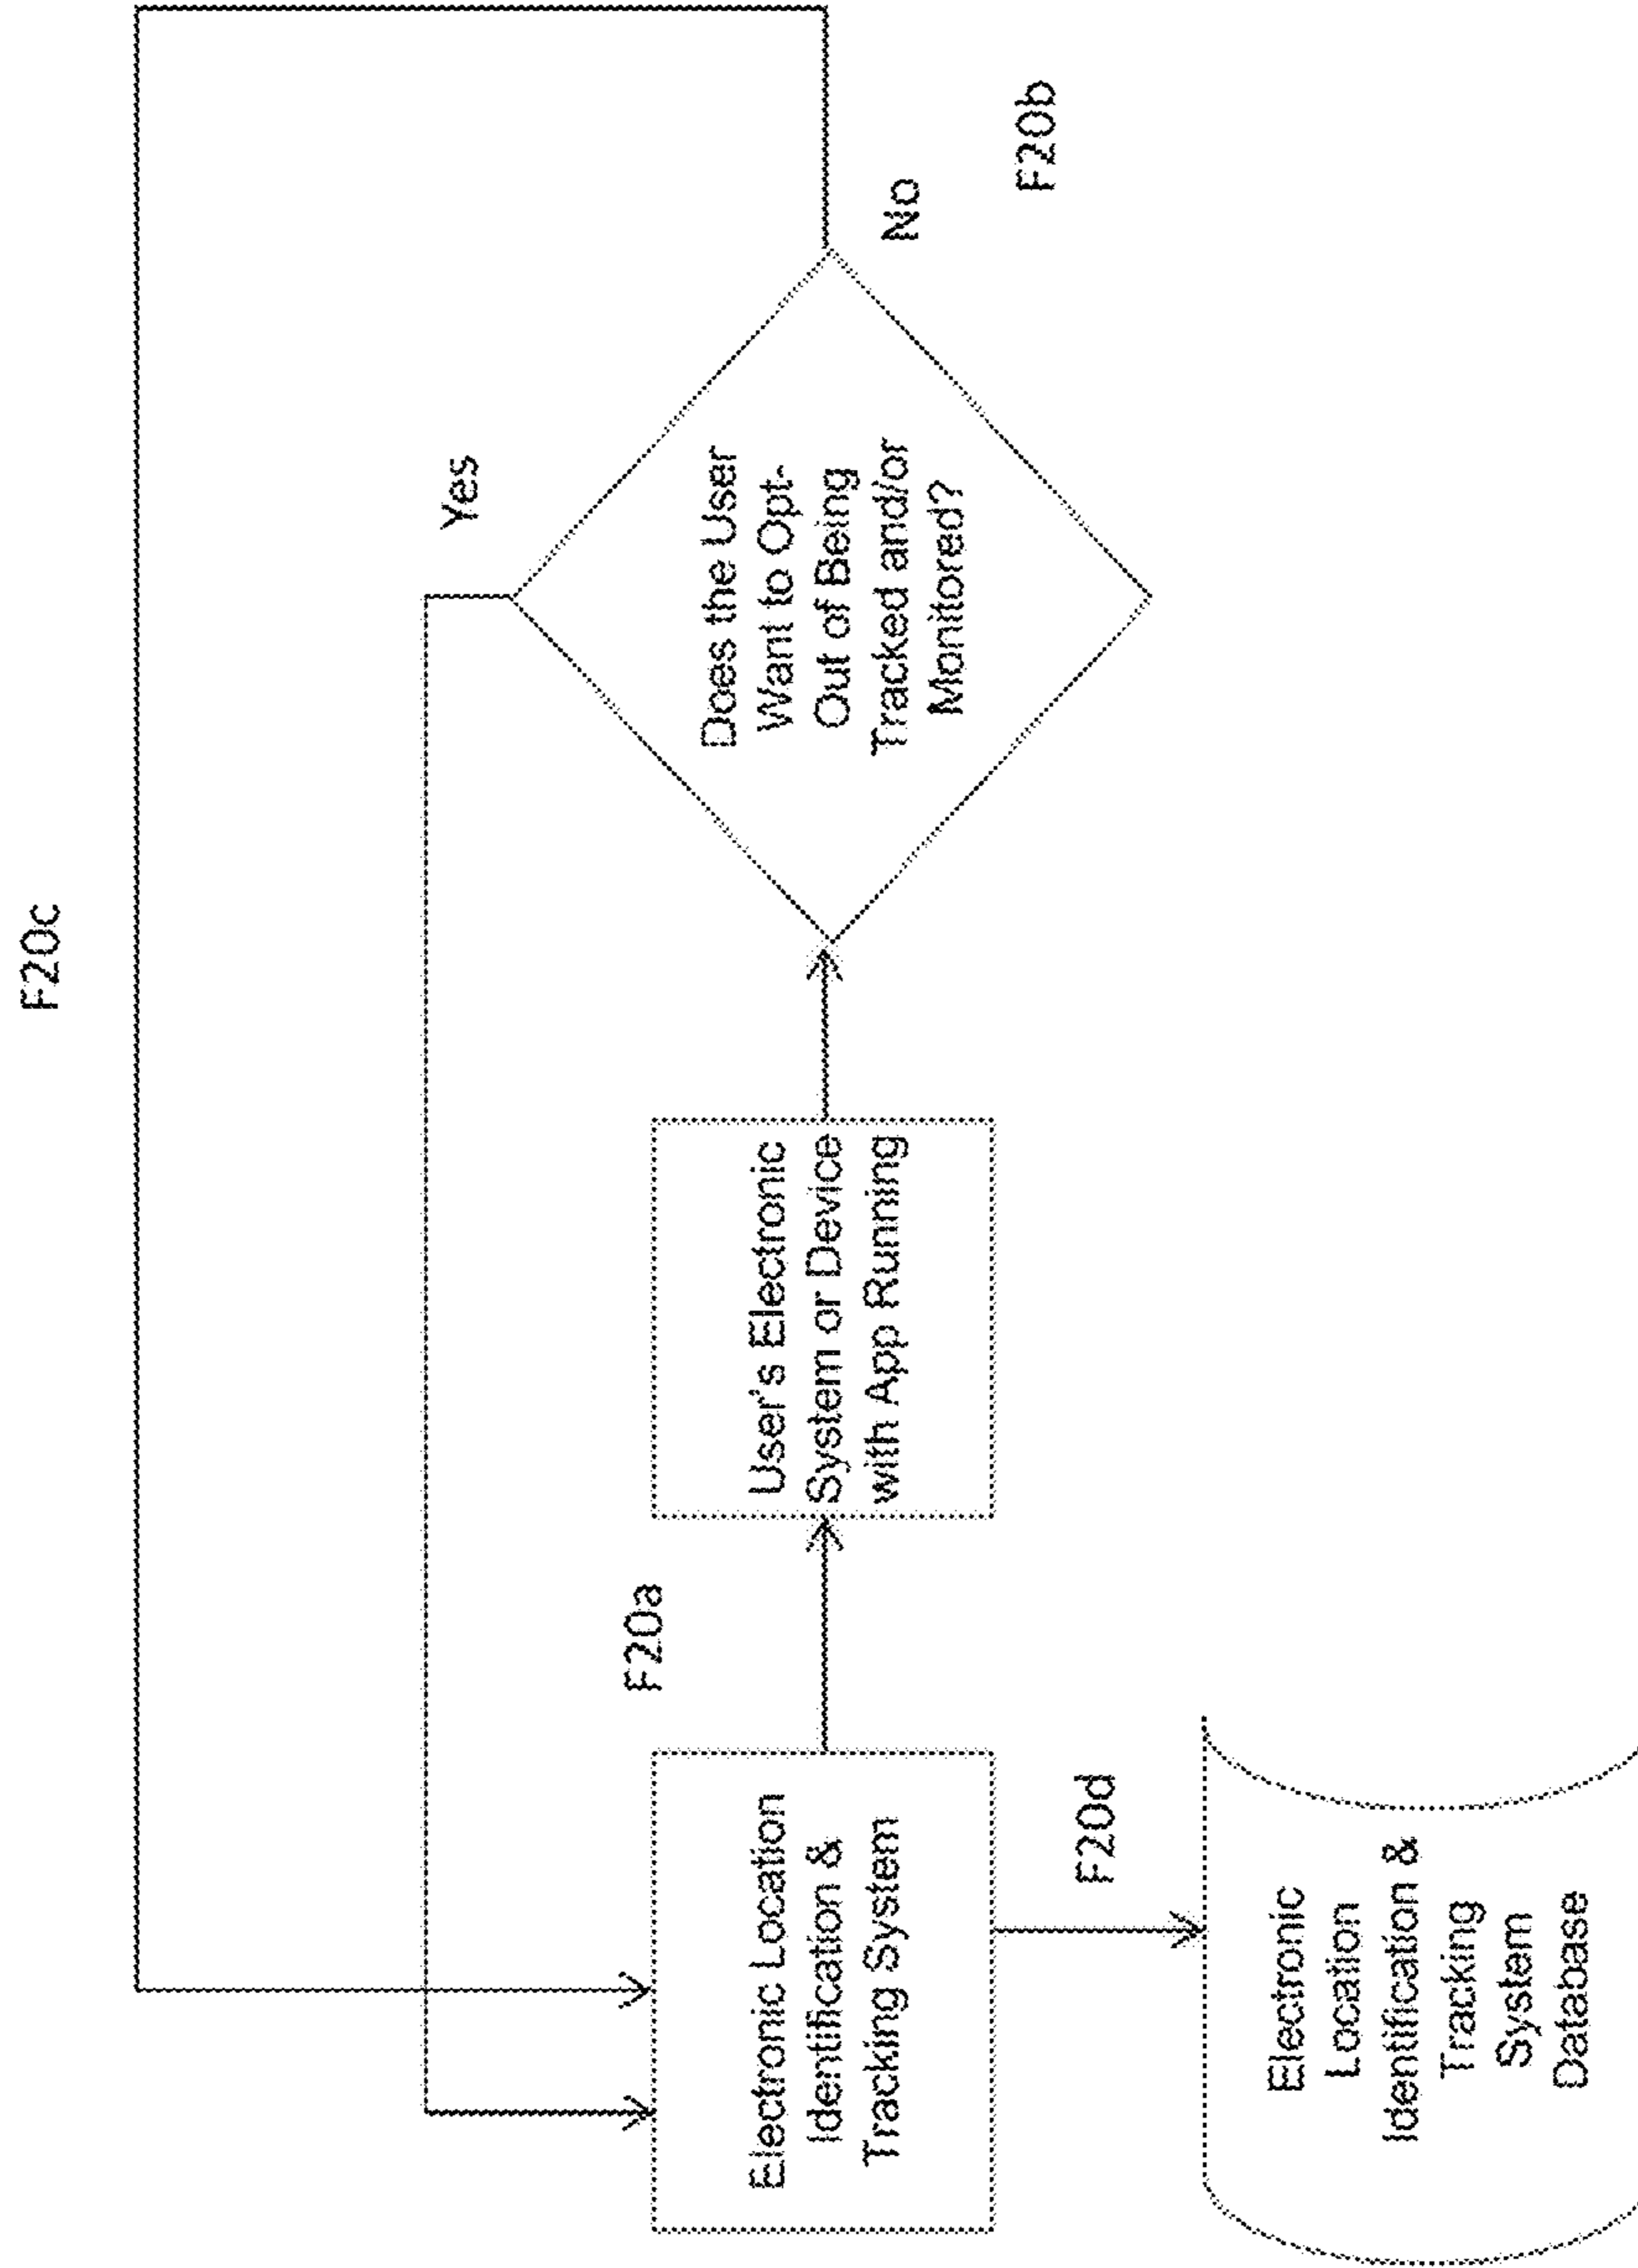 F20c
Yes
No
F20b
F20a
Electronic Location
Identification &
Tracking System
User's Electronic
System or Device
with App Running
Does the User
Want to Opt-
Out of Being
Tracked and/or
Monitored?
F20d
Electronic
Location
Identification &
Tracking
System
Database